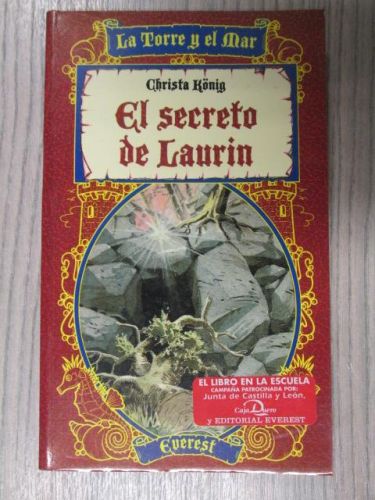 La Torre y el Mar
Christa König
El secreto
de Laurin
EL LIBRO EN LA ESCUELA
CAMPAÑA PATROCINADA POR:
Junta de Castilla y León,
Caja Duero
y EDITORIAL EVEREST
Everest